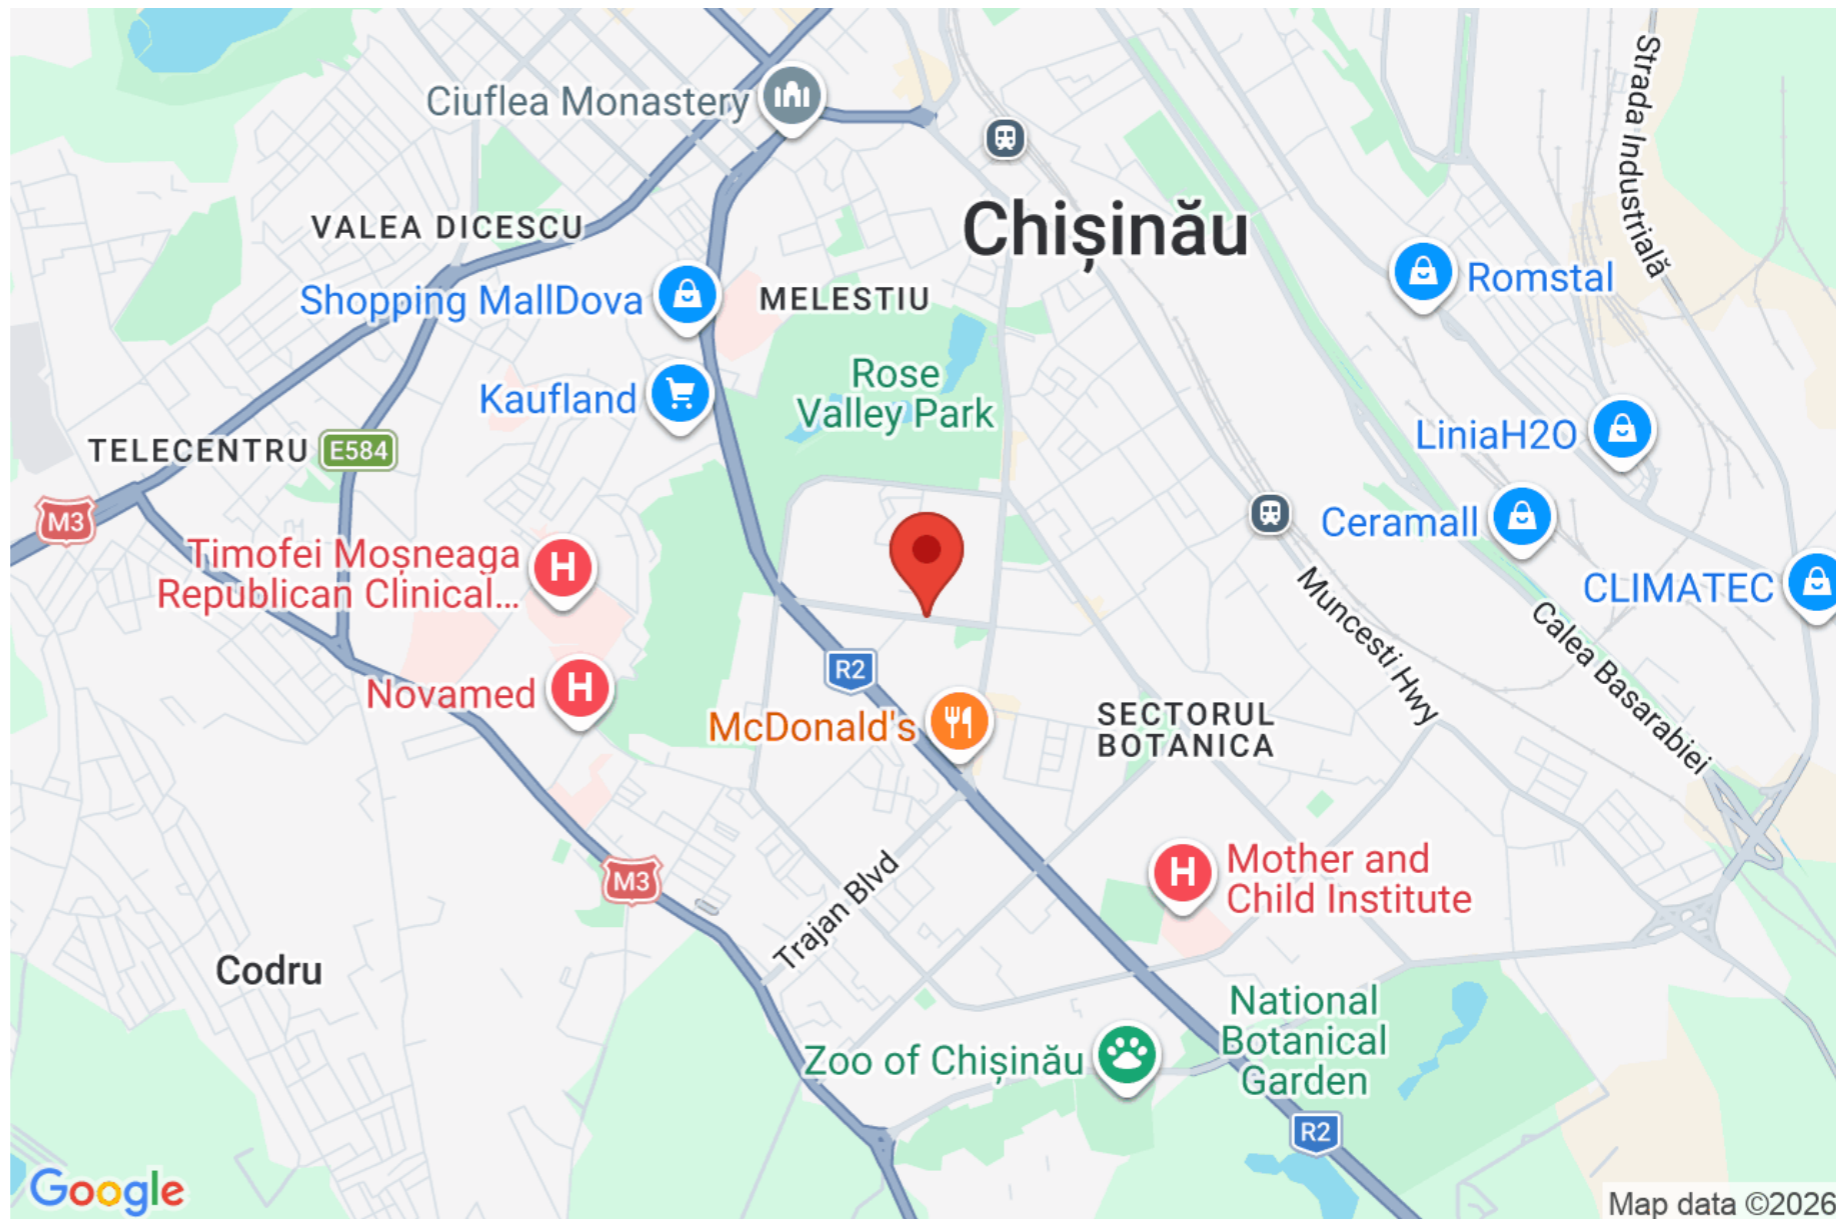 Ciuflea Monastery
Strada Industrială
VALEA DICESCU
Chișinău
Romstal
Shopping MallDova
MELESTIU
Rose
Valley Park
Kaufland
LiniaH2O
TELECENTRU
E584
M3
Ceramall
Timofei Moșneaga
Republican Clinical...
CLIMATEC
Muncesti Hwy
Calea Basarabiei
R2
Novamed
McDonald's
SECTORUL
BOTANICA
M3
Trajan Blvd
Mother and
Child Institute
Codru
National
Botanical
Garden
Zoo of Chișinău
R2
Google
Map data ©2026